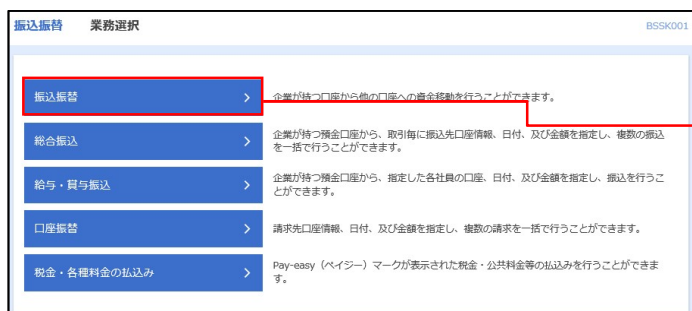 振込振替 業務選択 BSSK001
振込振替 企業が持つ口座から他の口座への資金移動を行うことができます。
総合振込 企業が持つ預金口座から、取引毎に振込先口座情報、日付、及び金額を指定し、複数の振込
を一括で行うことができます。
給与・賞与振込 企業が持つ預金口座から、指定した各社員の口座、日付、及び金額を指定し、振込を行うこ
とができます。
口座振替 請求先口座情報、日付、及び金額を指定し、複数の請求を一括で行うことができます。
税金・各種料金の払込み Pay-easy（ペイジー）マークが表示された税金・公共料金等の払込みを行うことができま
す。